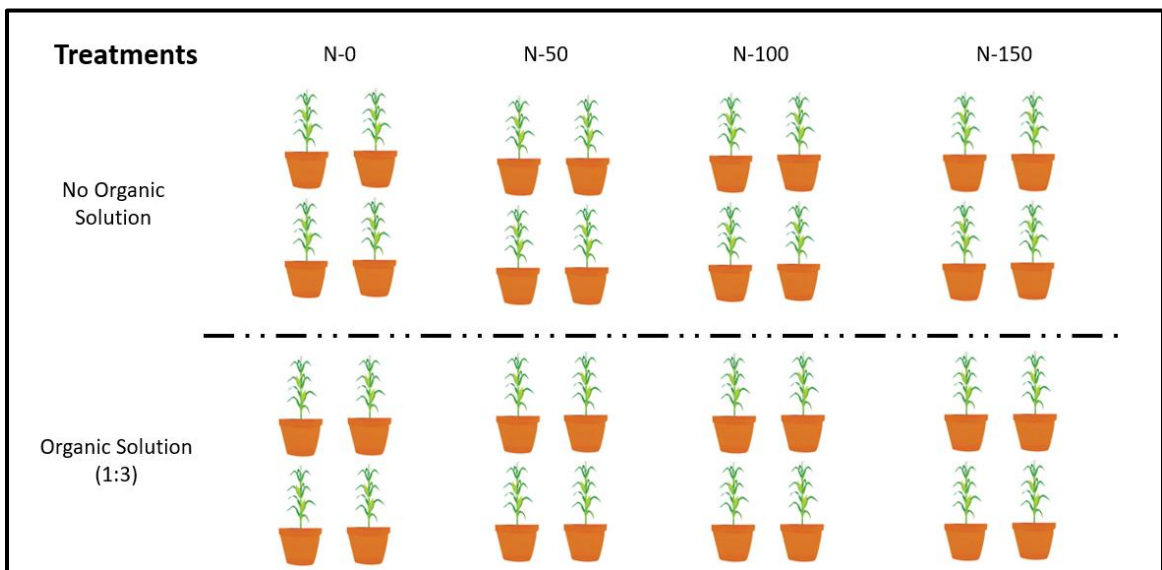 Treatments
N-0
N-50
N-100
N-150
No Organic
Solution
Organic Solution
(1:3)